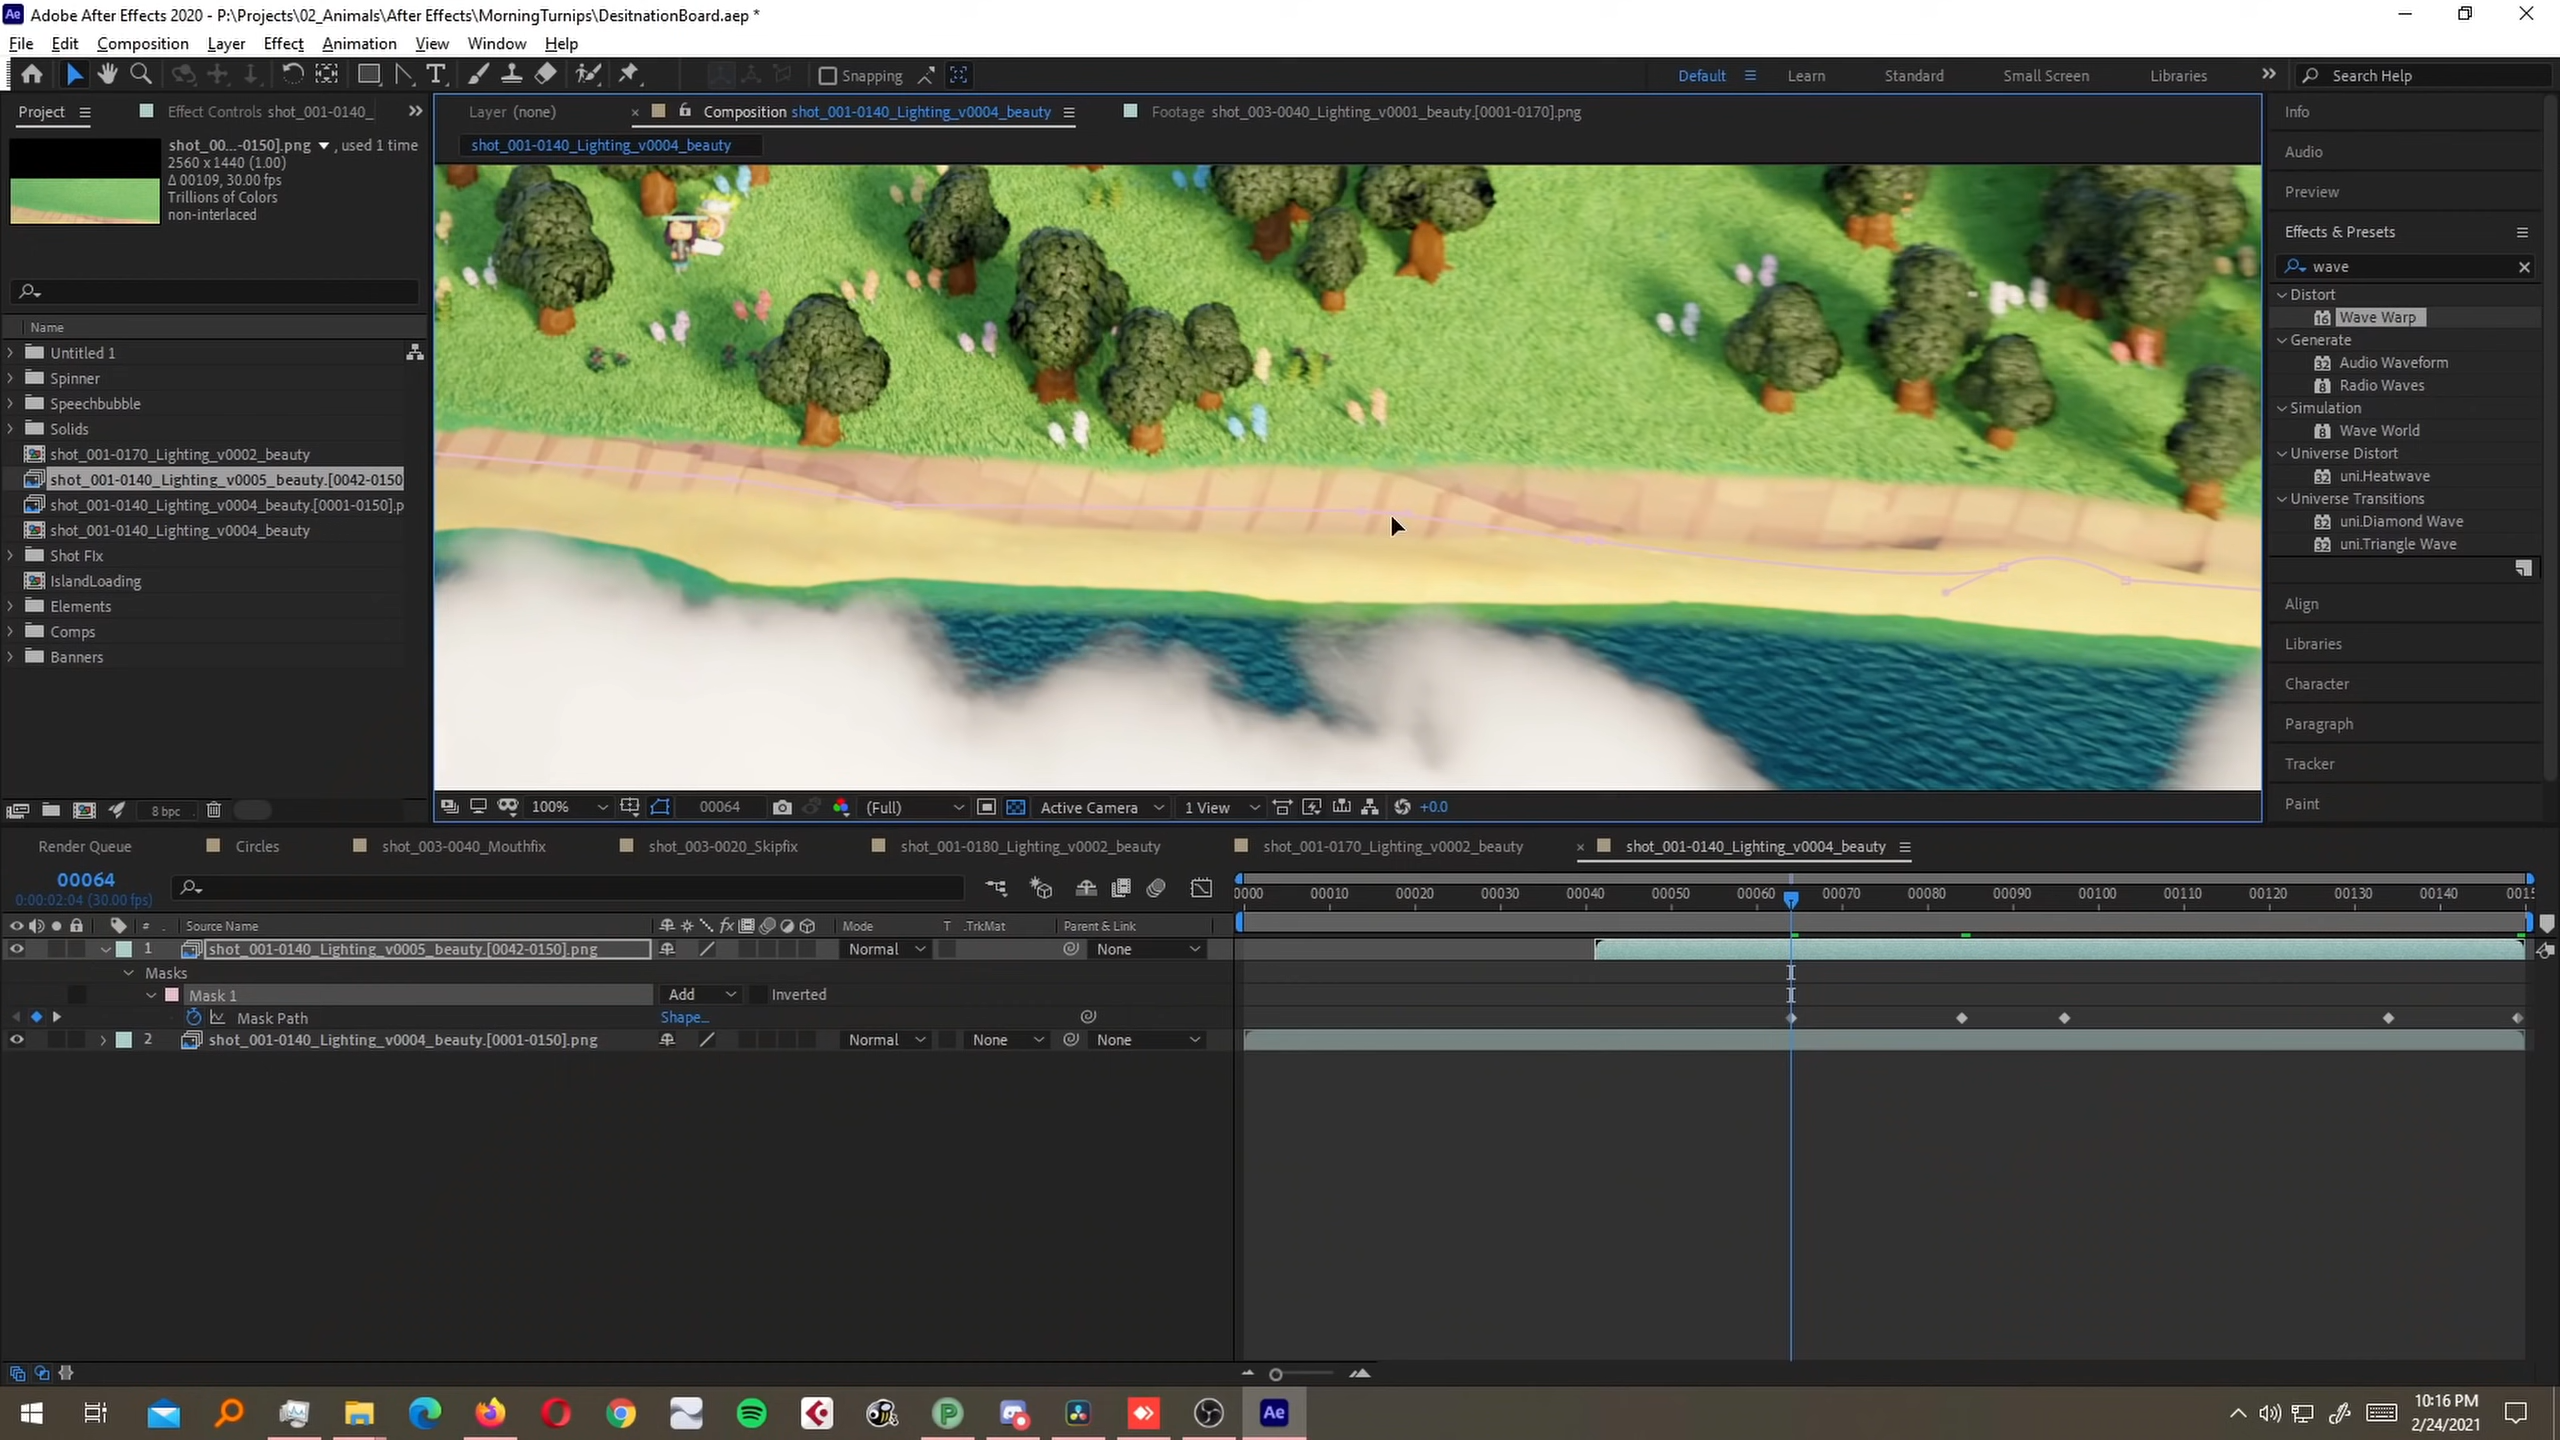 Adobe After Effects 2020 - P:\Projects\02_Animals\After Effects\MorningTurnips\DesitnationBoard.aep *
File Edit Composition Layer Effect Animation View Window Help
Snapping Default Learn Standard Small Screen Libraries Search Help
Project Effect Controls shot_001-0140_
Layer (none) Composition shot_001-0140_Lighting_v0004_beauty Footage shot_003-0040_Lighting_v0001_beauty.[0001-0170].png
shot_001-0140_Lighting_v0004_beauty
shot_00...-0150].png , used 1 time
2560 x 1440 (1.00)
Δ 00109, 30.00 fps
Trillions of Colors
non-interlaced
Name
Untitled 1
Spinner
Speechbubble
Solids
shot_001-0170_Lighting_v0002_beauty
shot_001-0140_Lighting_v0005_beauty.[0042-0150
shot_001-0140_Lighting_v0004_beauty.[0001-0150].p
shot_001-0140_Lighting_v0004_beauty
Shot FIx
IslandLoading
Elements
Comps
Banners
8 bpc
100% 00064 (Full) Active Camera 1 View +0.0
Info
Audio
Preview
Effects & Presets
wave
Distort
16 Wave Warp
Generate
32 Audio Waveform
8 Radio Waves
Simulation
8 Wave World
Universe Distort
32 uni.Heatwave
Universe Transitions
32 uni.Diamond Wave
32 uni.Triangle Wave
Align
Libraries
Character
Paragraph
Tracker
Paint
Render Queue Circles shot_003-0040_Mouthfix shot_003-0020_Skipfix shot_001-0180_Lighting_v0002_beauty shot_001-0170_Lighting_v0002_beauty shot_001-0140_Lighting_v0004_beauty
00064
0:00:02:04 (30.00 fps)
0000 00010 00020 00030 00040 00050 00060 00070 00080 00090 00100 00110 00120 00130 00140 0015
# Source Name fx Mode T .TrkMat Parent & Link
1 shot_001-0140_Lighting_v0005_beauty.[0042-0150].png Normal None
Masks
Mask 1 Add Inverted
Mask Path Shape...
2 shot_001-0140_Lighting_v0004_beauty.[0001-0150].png Normal None None
Ae
10:16 PM
2/24/2021